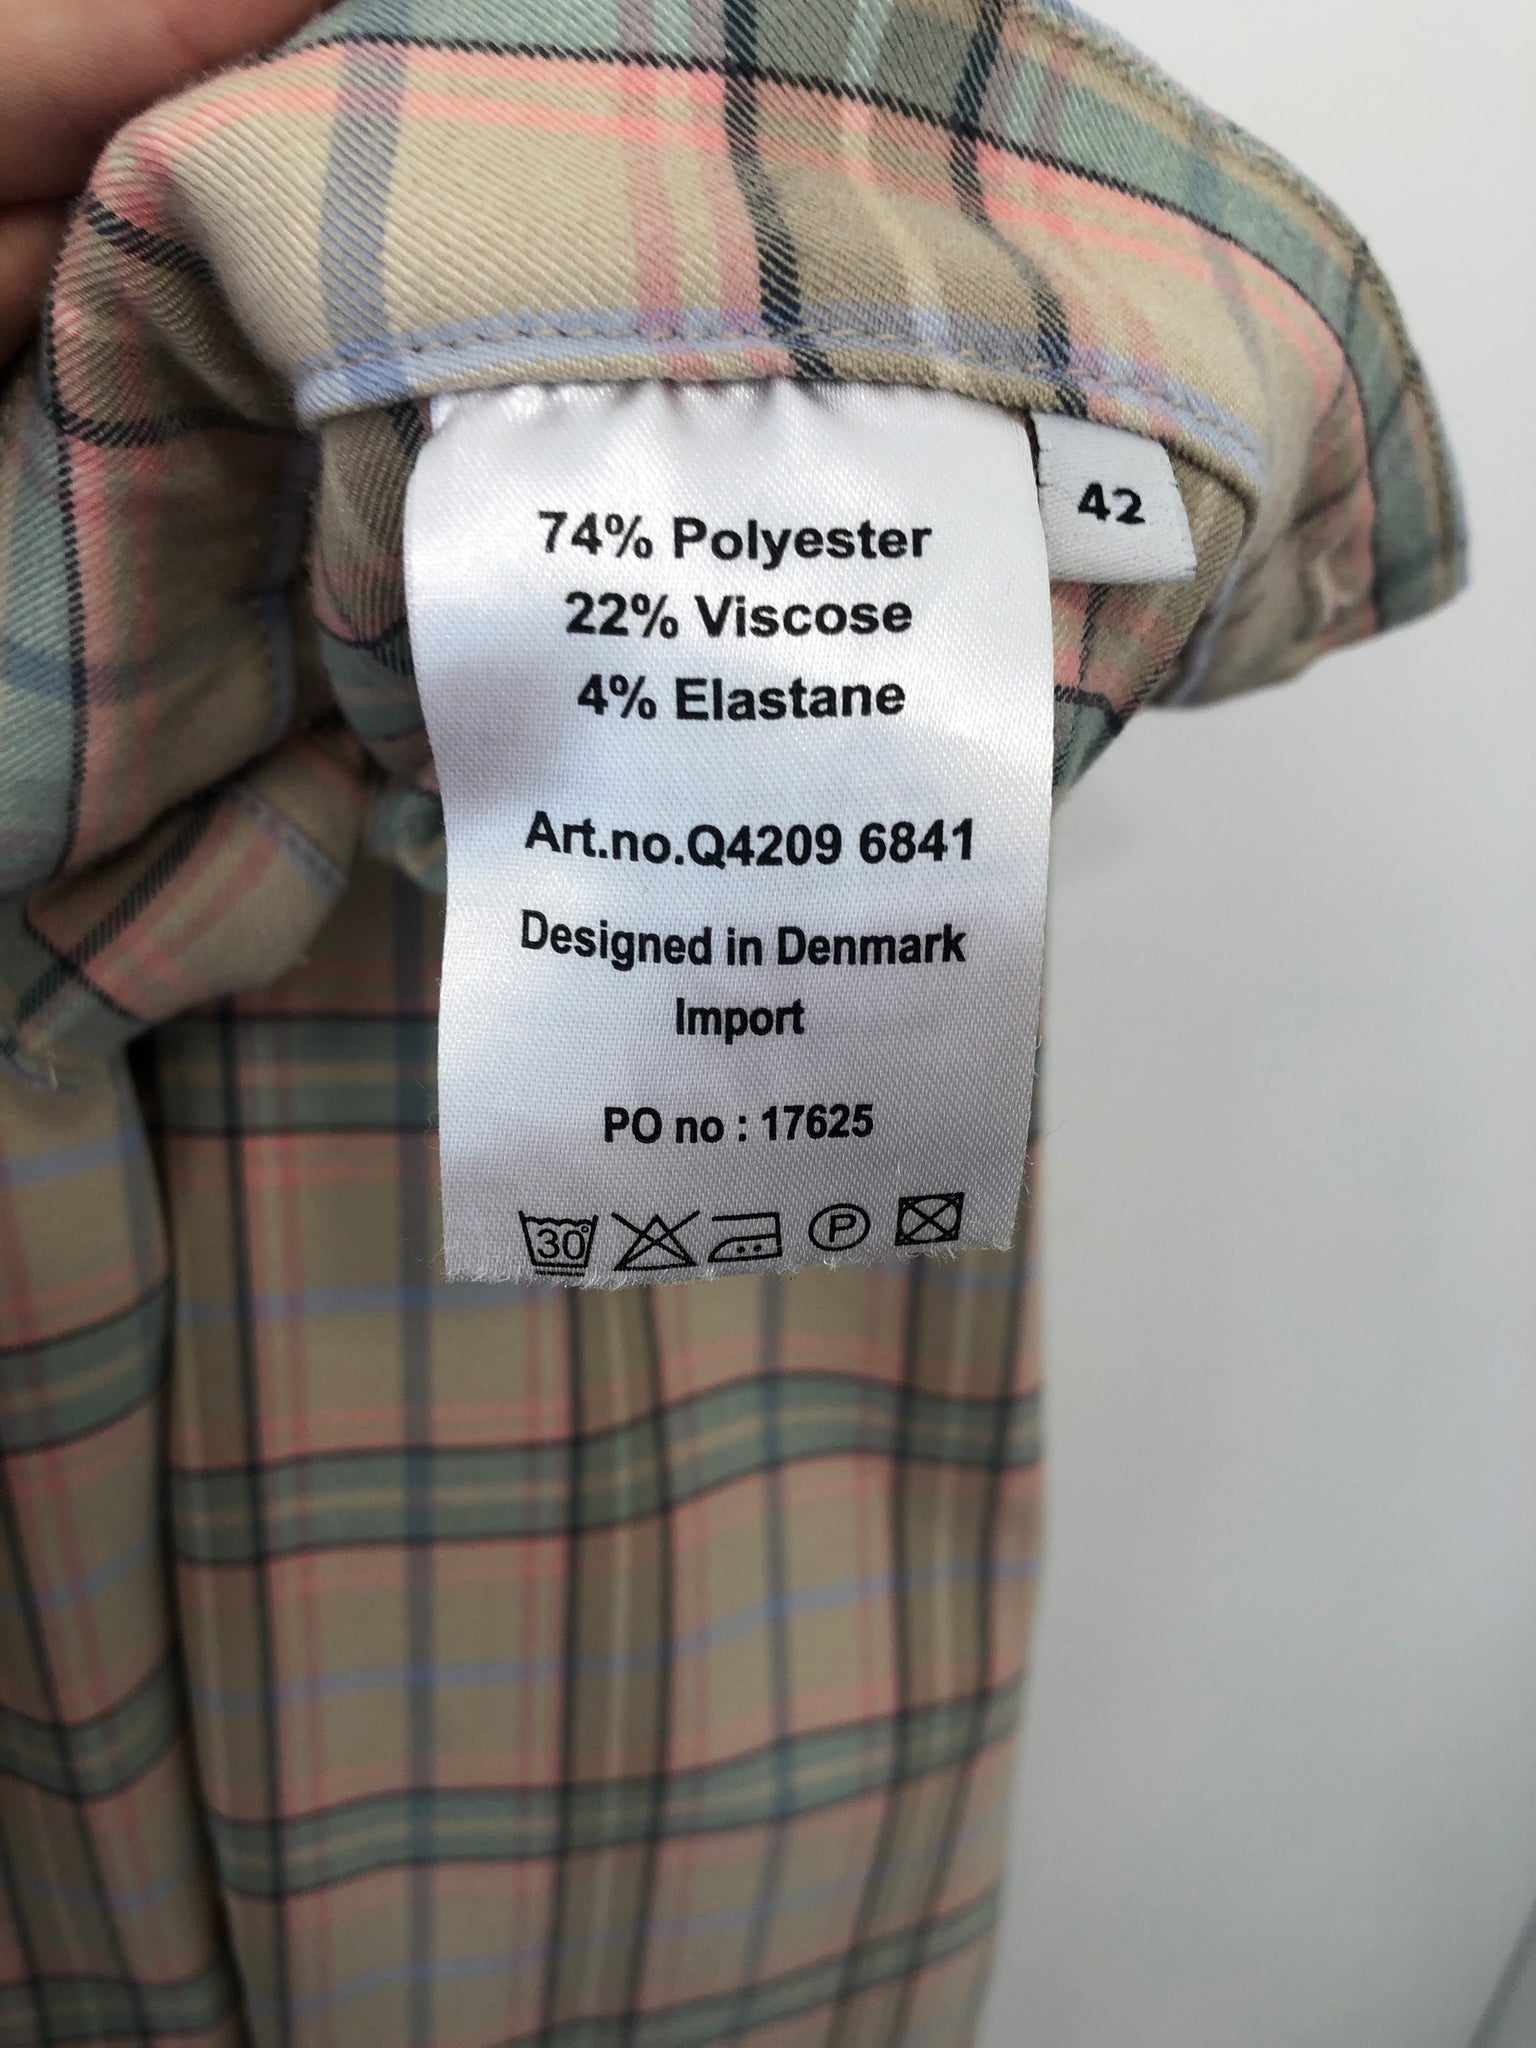 74% Polyester
42
22% Viscose
4% Elastane
Art.no.Q4209 6841
Designed in Denmark
Import
PO no : 17625
30° P